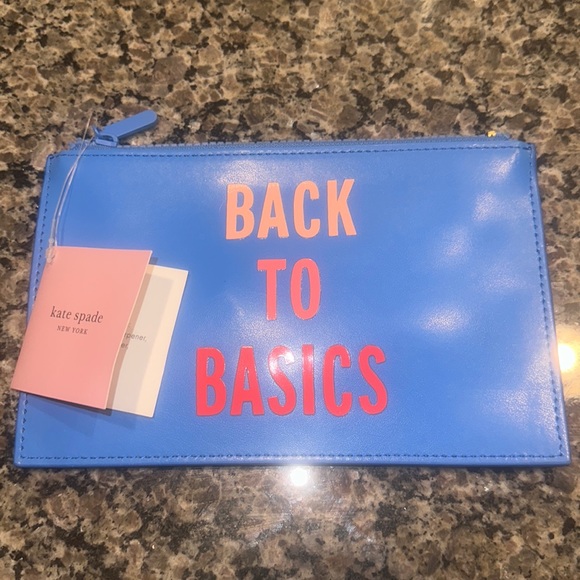 BACK
TO
BASICS
kate spade
NEW YORK